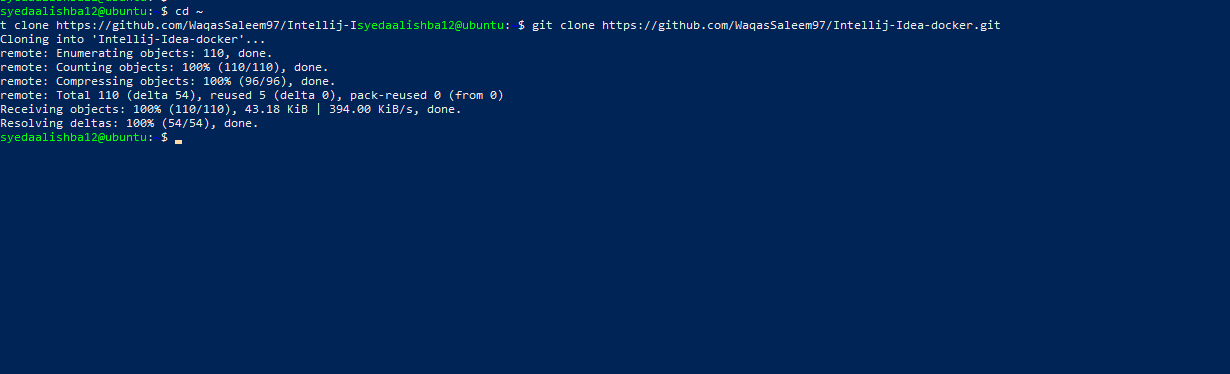 syedaalishba12@ubuntu: $ cd ~
t clone https://github.com/WaqasSaleem97/Intellij-Isyedaalishba12@ubuntu: $ git clone https://github.com/WaqasSaleem97/Intellij-Idea-docker.git
Cloning into 'Intellij-Idea-docker'...
remote: Enumerating objects: 110, done.
remote: Counting objects: 100% (110/110), done.
remote: Compressing objects: 100% (96/96), done.
remote: Total 110 (delta 54), reused 5 (delta 0), pack-reused 0 (from 0)
Receiving objects: 100% (110/110), 43.18 KiB | 394.00 KiB/s, done.
Resolving deltas: 100% (54/54), done.
syedaalishba12@ubuntu: $